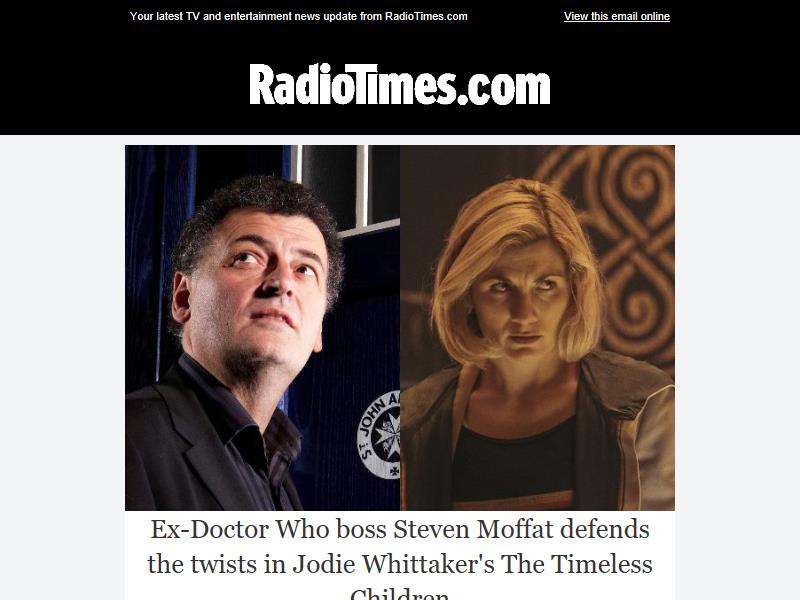 Your latest TV and entertainment news update from RadioTimes.com
View this email online
RadioTimes.com
ST. JOHN A
Ex-Doctor Who boss Steven Moffat defends
the twists in Jodie Whittaker's The Timeless
Children